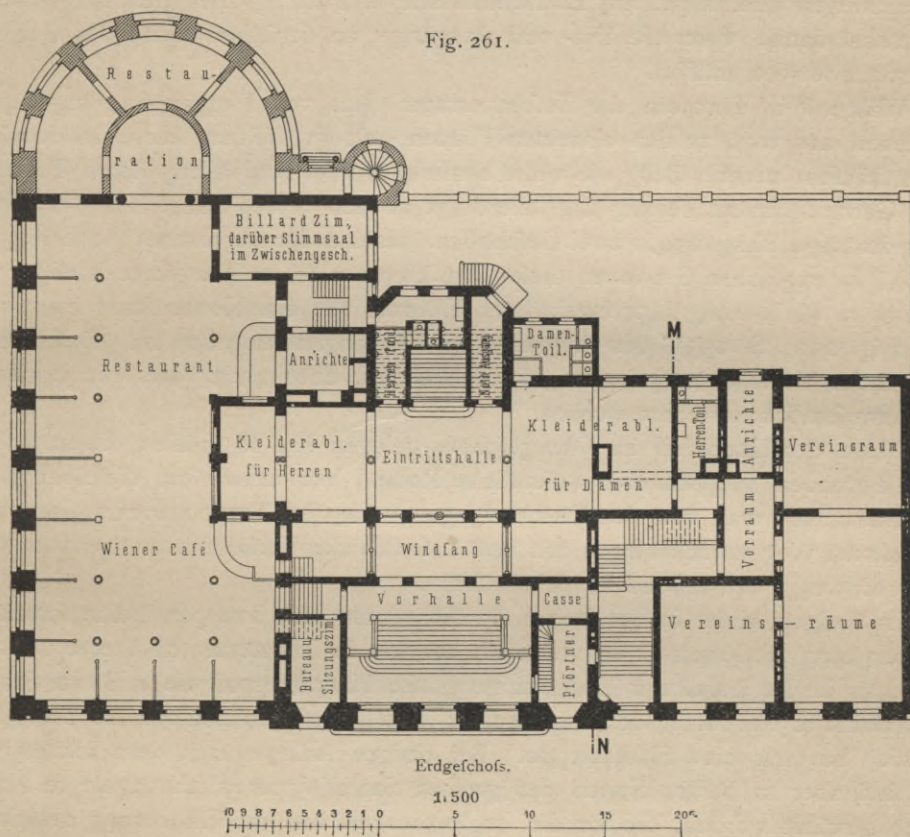 Fig. 261.
Restau-
ration
Billard Zim.,
darüber Stimmsaal
im Zwischengesch.
Restaurant
Anrichte
Herren Toil.
Damen-
Toil.
M
Kleiderabl.
für Herren
Eintrittshalle
Kleiderabl.
für Damen
Herren Toil.
Anrichte
Vereinsraum
Wiener Café
Windfang
Vorraum
Vorhalle
Casse
Vereins-
räume
Bureau
Sitzungszim.
Pförtner
N
Erdgeſchoſs.
1:500
10 9 8 7 6 5 4 3 2 1 0 5 10 15 20m